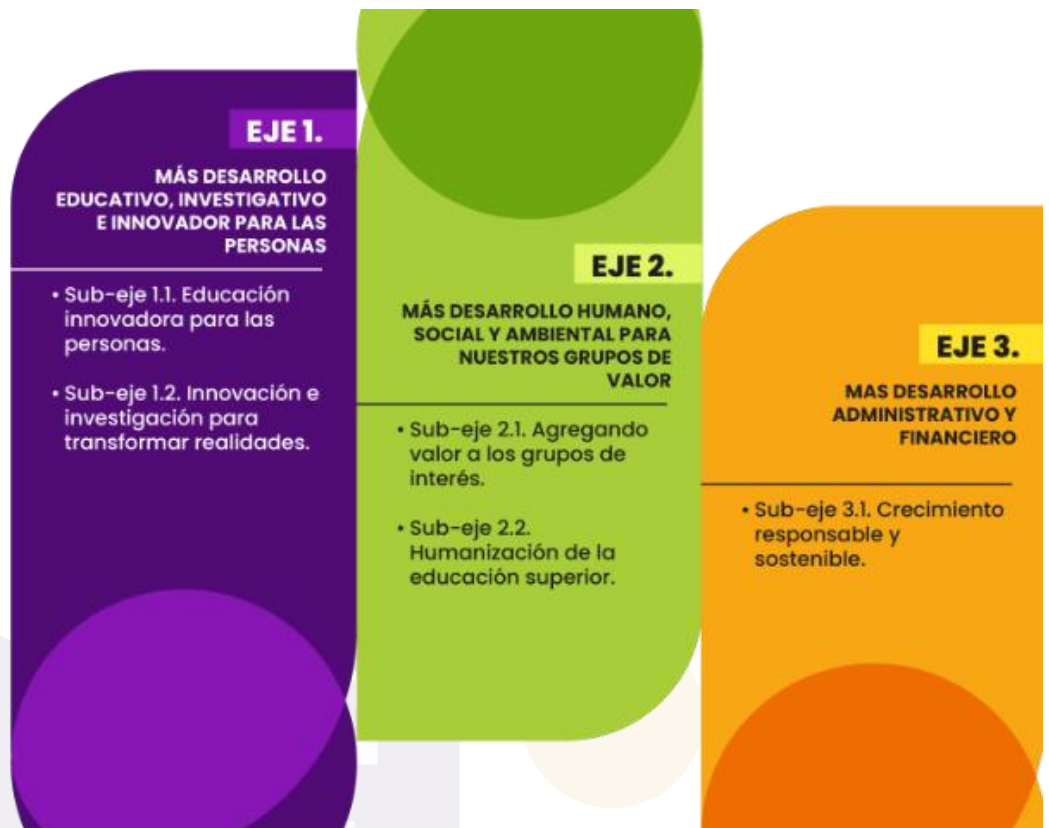 EJE 1.
MÁS DESARROLLO
EDUCATIVO, INVESTIGATIVO
E INNOVADOR PARA LAS
PERSONAS
• Sub-eje 1.1. Educación
innovadora para las
personas.
• Sub-eje 1.2. Innovación e
investigación para
transformar realidades.
EJE 2.
MÁS DESARROLLO HUMANO,
SOCIAL Y AMBIENTAL PARA
NUESTROS GRUPOS DE
VALOR
• Sub-eje 2.1. Agregando
valor a los grupos de
interés.
• Sub-eje 2.2.
Humanización de la
educación superior.
EJE 3.
MAS DESARROLLO
ADMINISTRATIVO Y
FINANCIERO
• Sub-eje 3.1. Crecimiento
responsable y
sostenible.